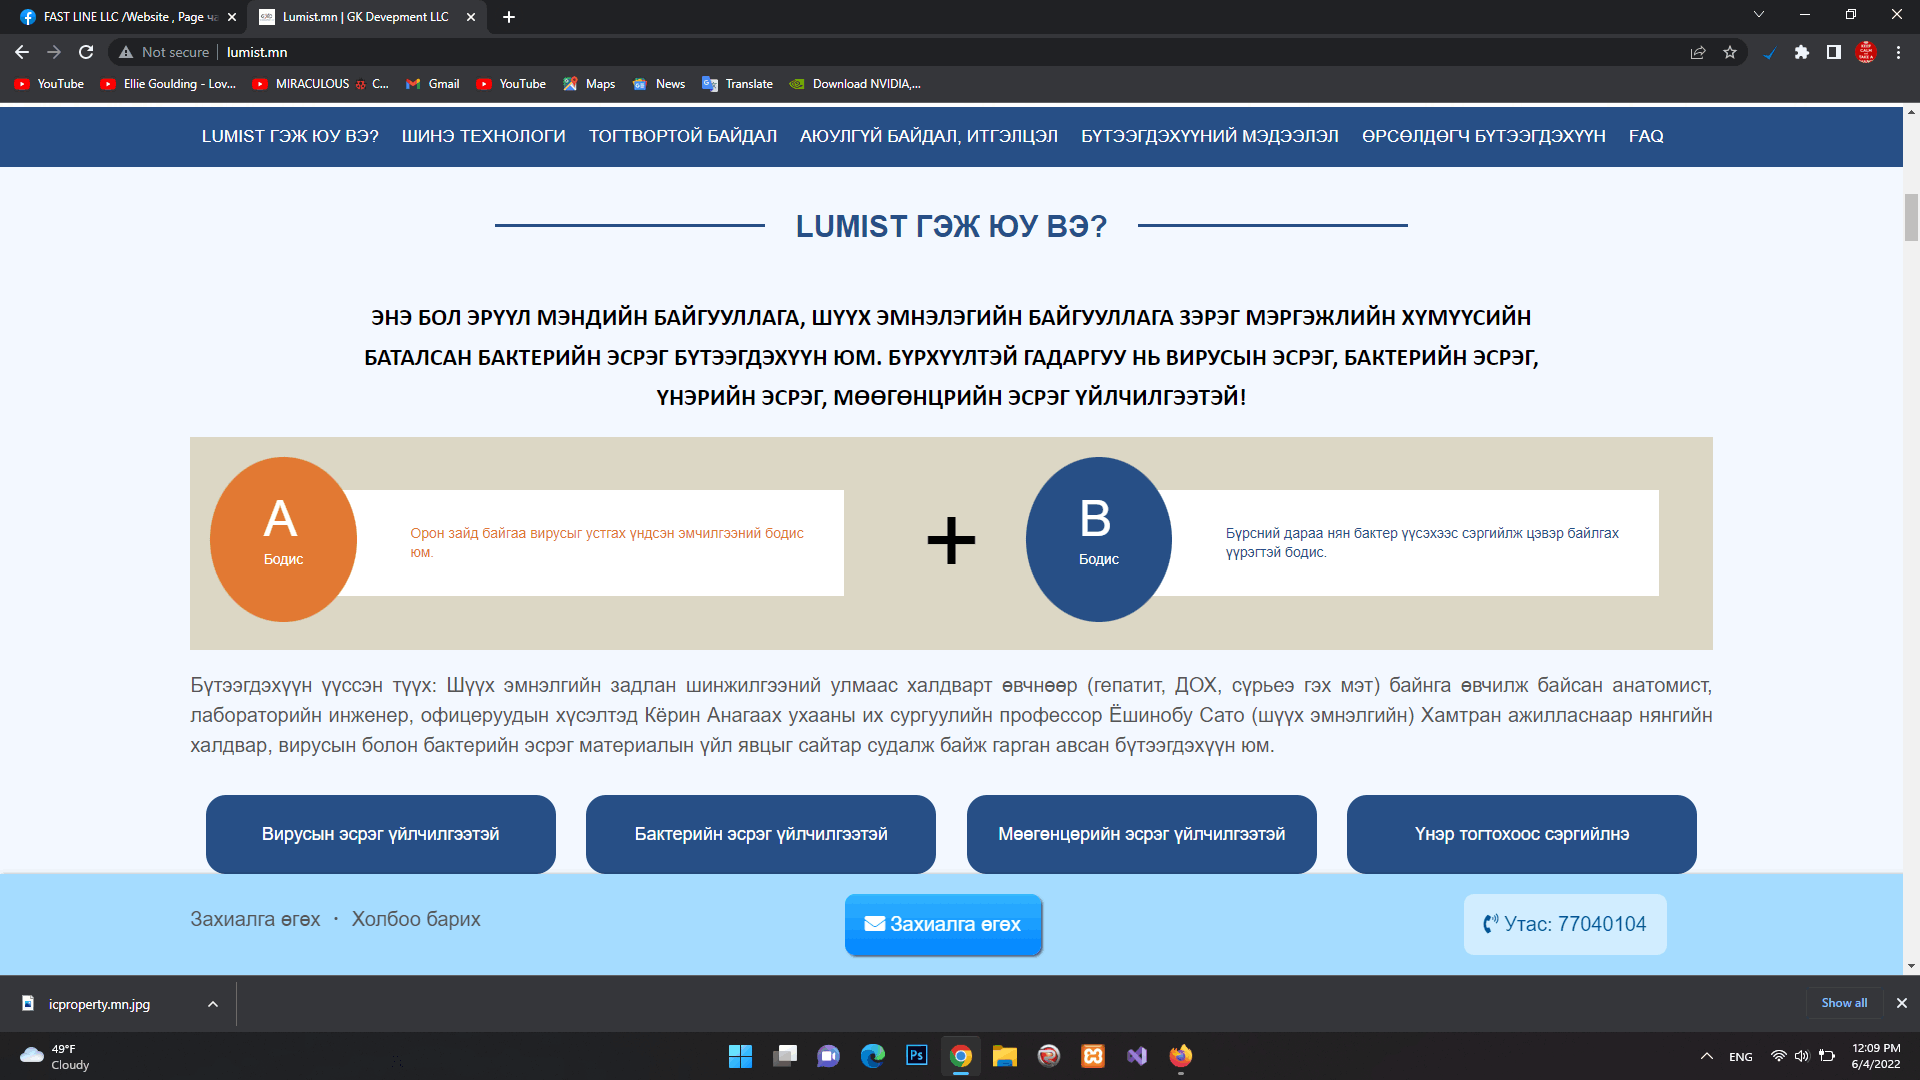 FAST LINE LLC /Website , Page
Lumist.mn | GK Devepment LLC
Not secure
lumist.mn
YouTube
Ellie Goulding - Lov...
MIRACULOUS 🐞 C...
Gmail
YouTube
Maps
News
Translate
Download NVIDIA,...
LUMIST ГЭЖ ЮУ ВЭ?
ШИНЭ ТЕХНОЛОГИ
ТОГТВОРТОЙ БАЙДАЛ
АЮУЛГҮЙ БАЙДАЛ, ИТГЭЛЦЭЛ
БҮТЭЭГДЭХҮҮНИЙ МЭДЭЭЛЭЛ
ӨРСӨЛДӨГЧ БҮТЭЭГДЭХҮҮН
FAQ
LUMIST ГЭЖ ЮУ ВЭ?
ЭНЭ БОЛ ЭРҮҮЛ МЭНДИЙН БАЙГУУЛЛАГА, ШҮҮХ ЭМНЭЛЭГИЙН БАЙГУУЛЛАГА ЗЭРЭГ МЭРГЭЖЛИЙН ХҮМҮҮСИЙН
БАТАЛСАН БАКТЕРИЙН ЭСРЭГ БҮТЭЭГДЭХҮҮН ЮМ. БҮРХҮҮЛТЭЙ ГАДАРГУУ НЬ ВИРУСЫН ЭСРЭГ, БАКТЕРИЙН ЭСРЭГ,
ҮНЭРИЙН ЭСРЭГ, МӨӨГӨНЦРИЙН ЭСРЭГ ҮЙЛЧИЛГЭЭТЭЙ!
A
Бодис
Орон зайд байгаа вирусыг устгах үндсэн эмчилгээний бодис
юм.
+
B
Бодис
Бүрсний дараа нян бактер үүсэхээс сэргийлж цэвэр байлгах
үүрэгтэй бодис.
Бүтээгдэхүүн үүссэн түүх: Шүүх эмнэлгийн задлан шинжилгээний улмаас халдварт өвчнөөр (гепатит, ДОХ, сүрьеэ гэх мэт) байнга өвчилж байсан анатомист,
лабораторийн инженер, офицеруудын хүсэлтэд Кёрин Анагаах ухааны их сургуулийн профессор Ёшинобу Сато (шүүх эмнэлгийн) Хамтран ажилласнаар нянгийн
халдвар, вирусын болон бактерийн эсрэг материалын үйл явцыг сайтар судалж байж гарган авсан бүтээгдэхүүн юм.
Вирусын эсрэг үйлчилгээтэй
Бактерийн эсрэг үйлчилгээтэй
Мөөгөнцөрийн эсрэг үйлчилгээтэй
Үнэр тогтохоос сэргийлнэ
Захиалга өгөх · Холбоо барих
Захиалга өгөх
Утас: 77040104
icproperty.mn.jpg
Show all
49°F
Cloudy
Ps
ENG
12:09 PM
6/4/2022